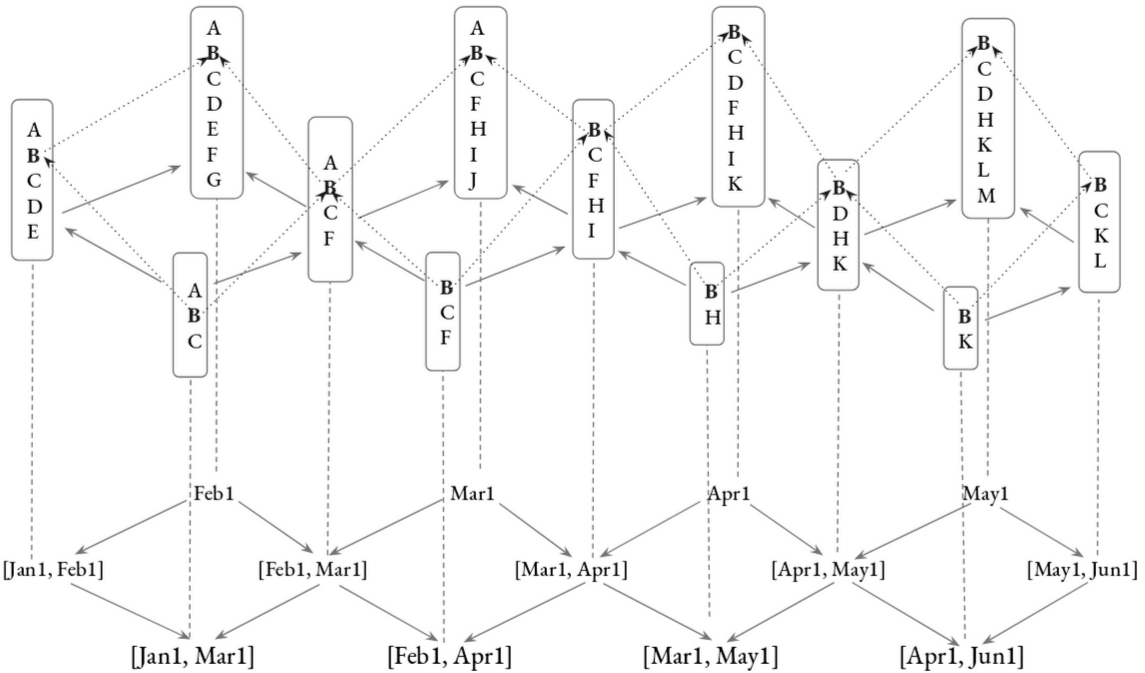 A
B
C
D
E
A
B
C
D
E
F
G
A
B
C
A
B
C
F
A
B
C
F
H
I
J
B
C
F
B
C
F
H
I
B
C
D
F
H
I
K
B
H
B
D
H
K
B
C
D
H
K
L
M
B
K
B
C
K
L
Feb1
Mar1
Apr1
May1
[Jan1, Feb1]
[Feb1, Mar1]
[Mar1, Apr1]
[Apr1, May1]
[May1, Jun1]
[Jan1, Mar1]
[Feb1, Apr1]
[Mar1, May1]
[Apr1, Jun1]